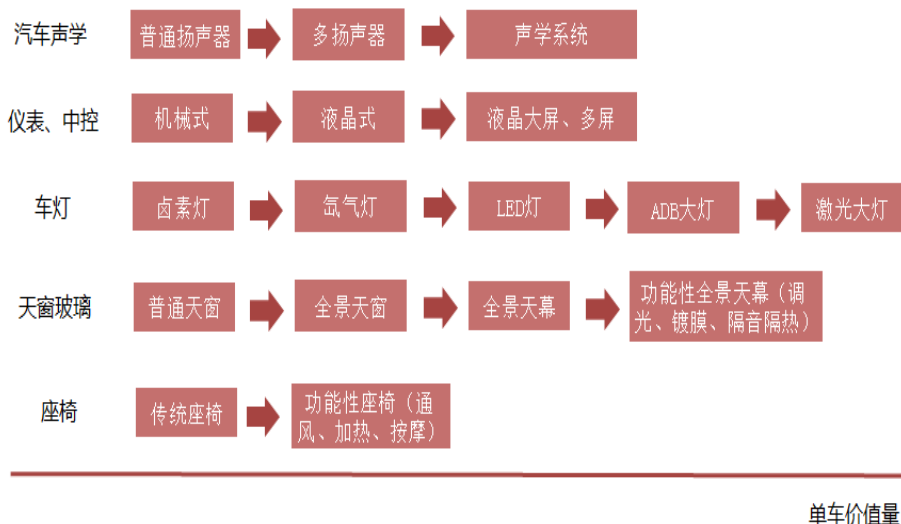 汽车声学 普通扬声器 多扬声器 声学系统
仪表、中控 机械式 液晶式 液晶大屏、多屏
车灯 卤素灯 氙气灯 LED灯 ADB大灯 激光大灯
天窗玻璃 普通天窗 全景天窗 全景天幕 功能性全景天幕（调
光、镀膜、隔音隔热）
座椅 传统座椅 功能性座椅（通
风、加热、按摩）
单车价值量